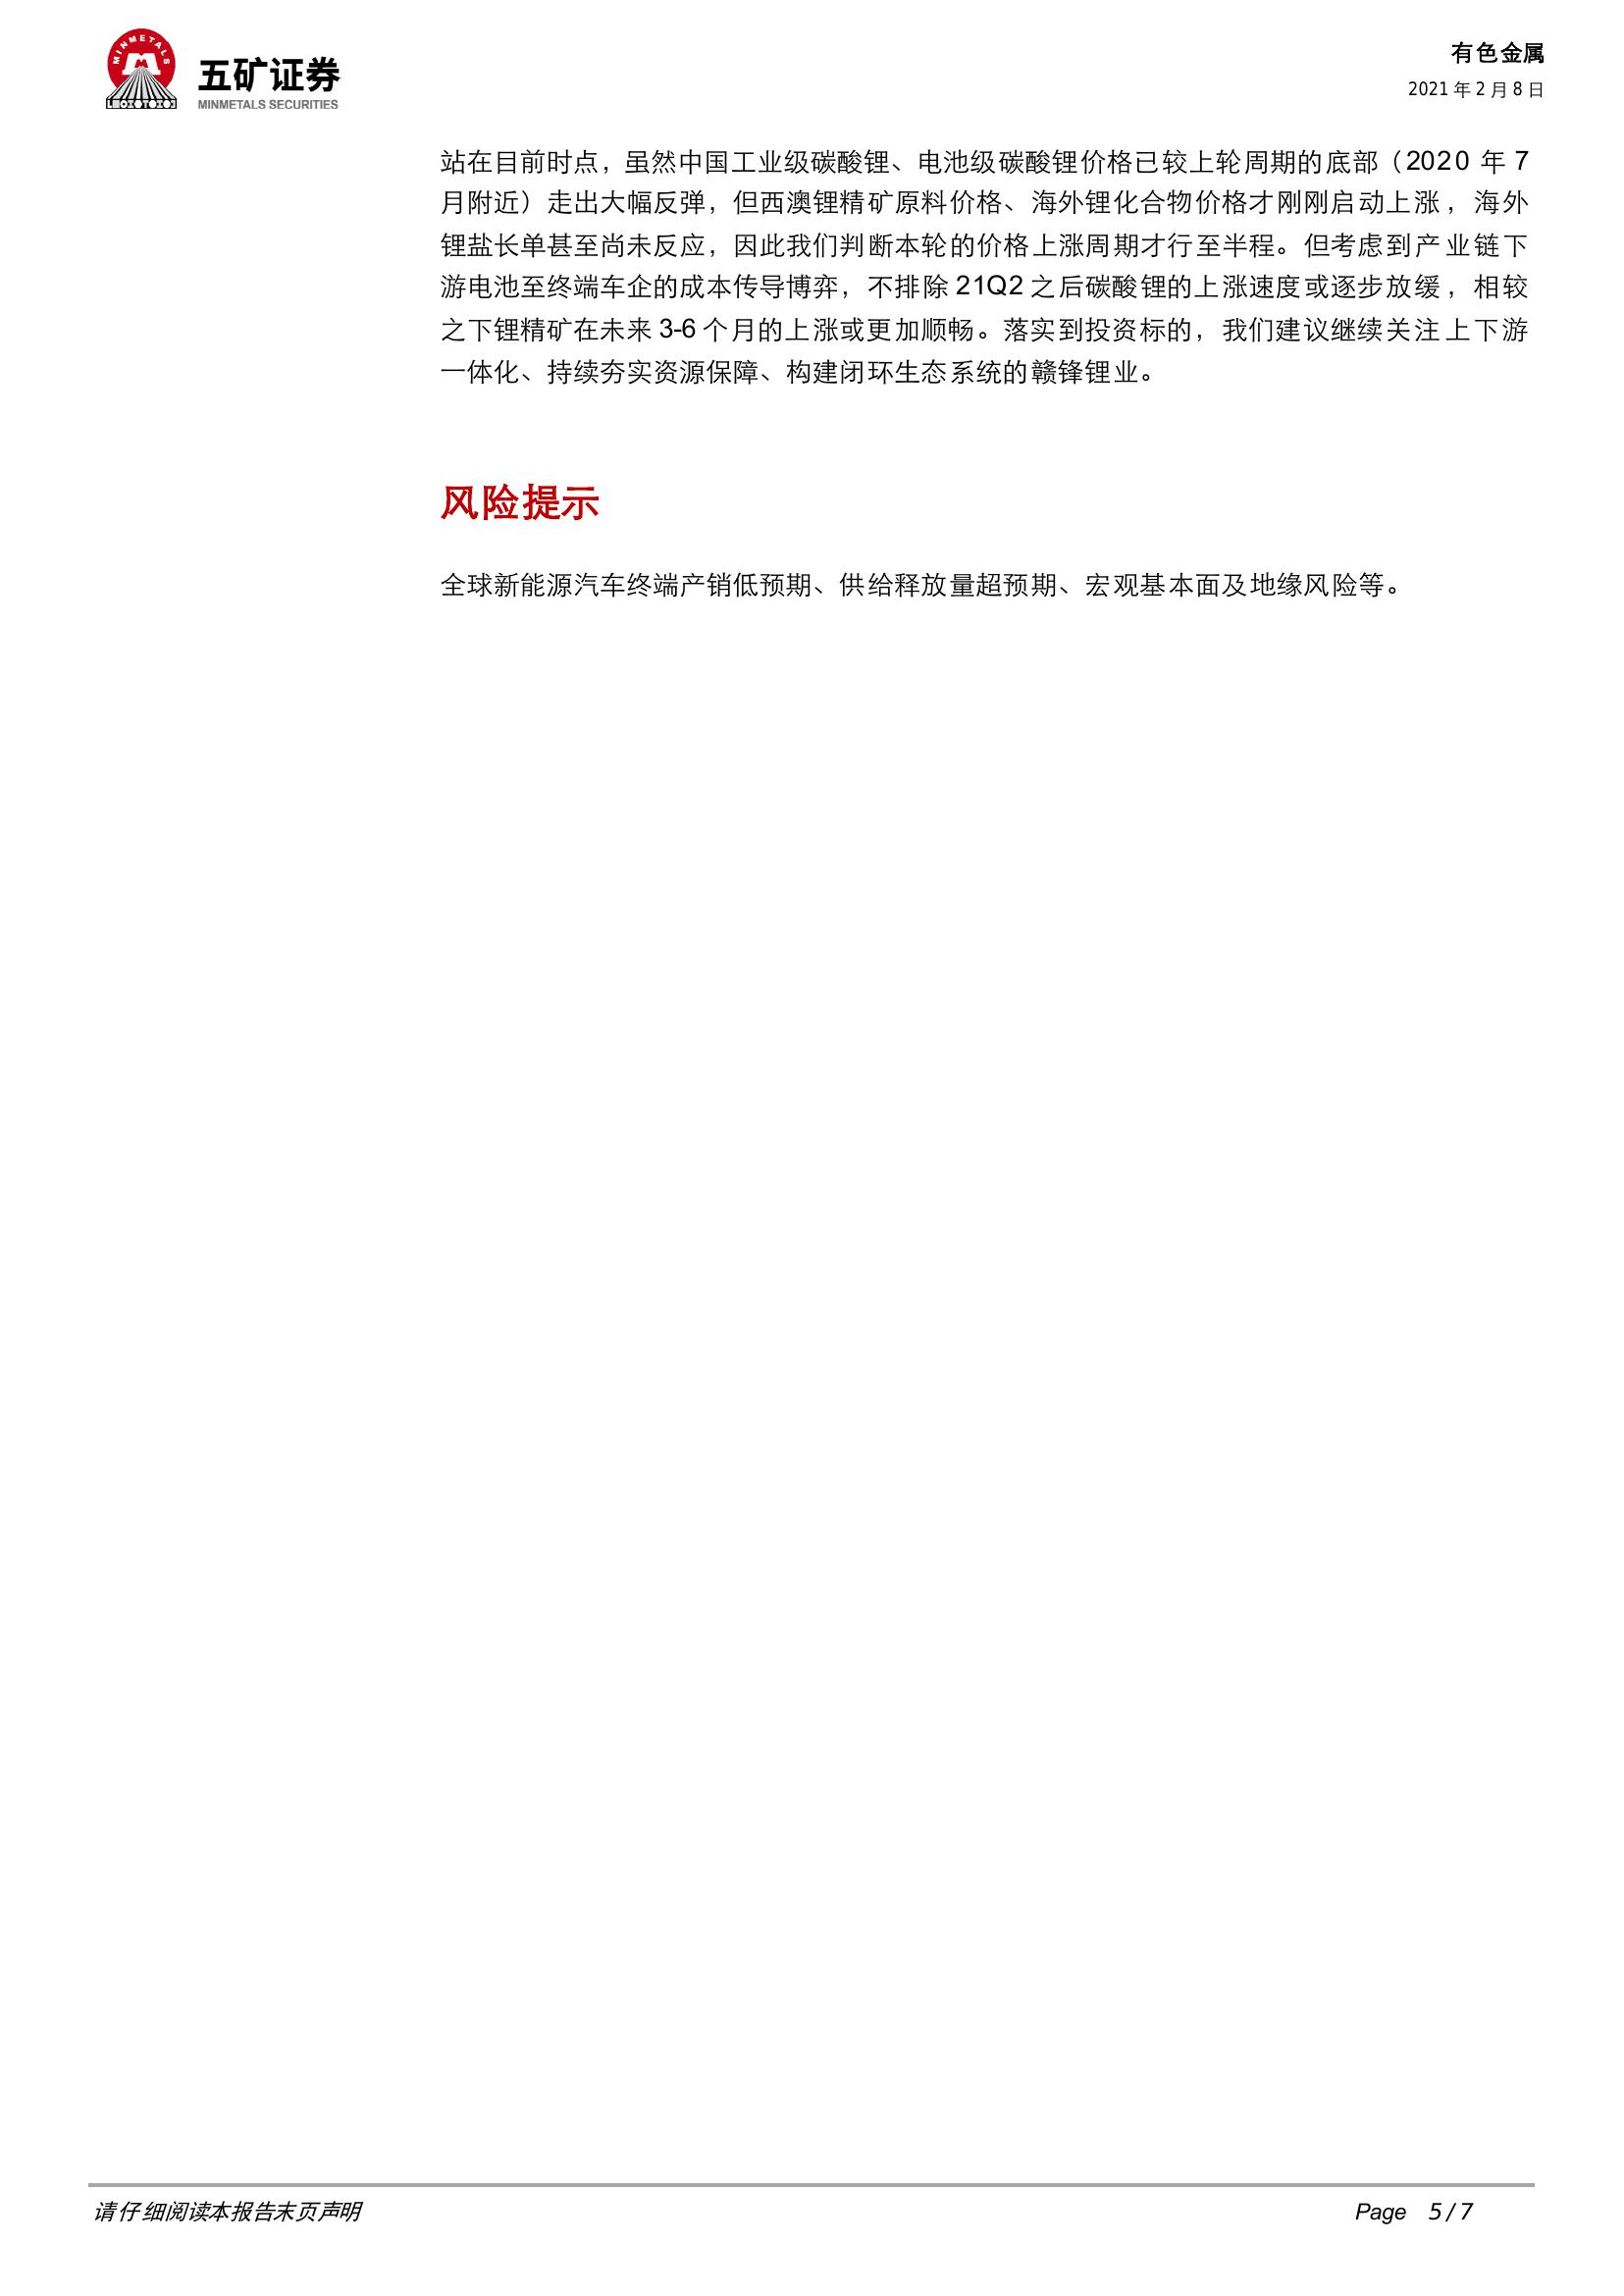 MINMETALS
五矿证券
MINMETALS SECURITIES
有色金属
2021 年 2 月 8 日
站在目前时点，虽然中国工业级碳酸锂、电池级碳酸锂价格已较上轮周期的底部（2020 年 7
月附近）走出大幅反弹，但西澳锂精矿原料价格、海外锂化合物价格才刚刚启动上涨，海外
锂盐长单甚至尚未反应，因此我们判断本轮的价格上涨周期才行至半程。但考虑到产业链下
游电池至终端车企的成本传导博弈，不排除 21Q2 之后碳酸锂的上涨速度或逐步放缓，相较
之下锂精矿在未来 3-6 个月的上涨或更加顺畅。落实到投资标的，我们建议继续关注上下游
一体化、持续夯实资源保障、构建闭环生态系统的赣锋锂业。
风险提示
全球新能源汽车终端产销低预期、供给释放量超预期、宏观基本面及地缘风险等。
请仔细阅读本报告末页声明
Page 5 / 7